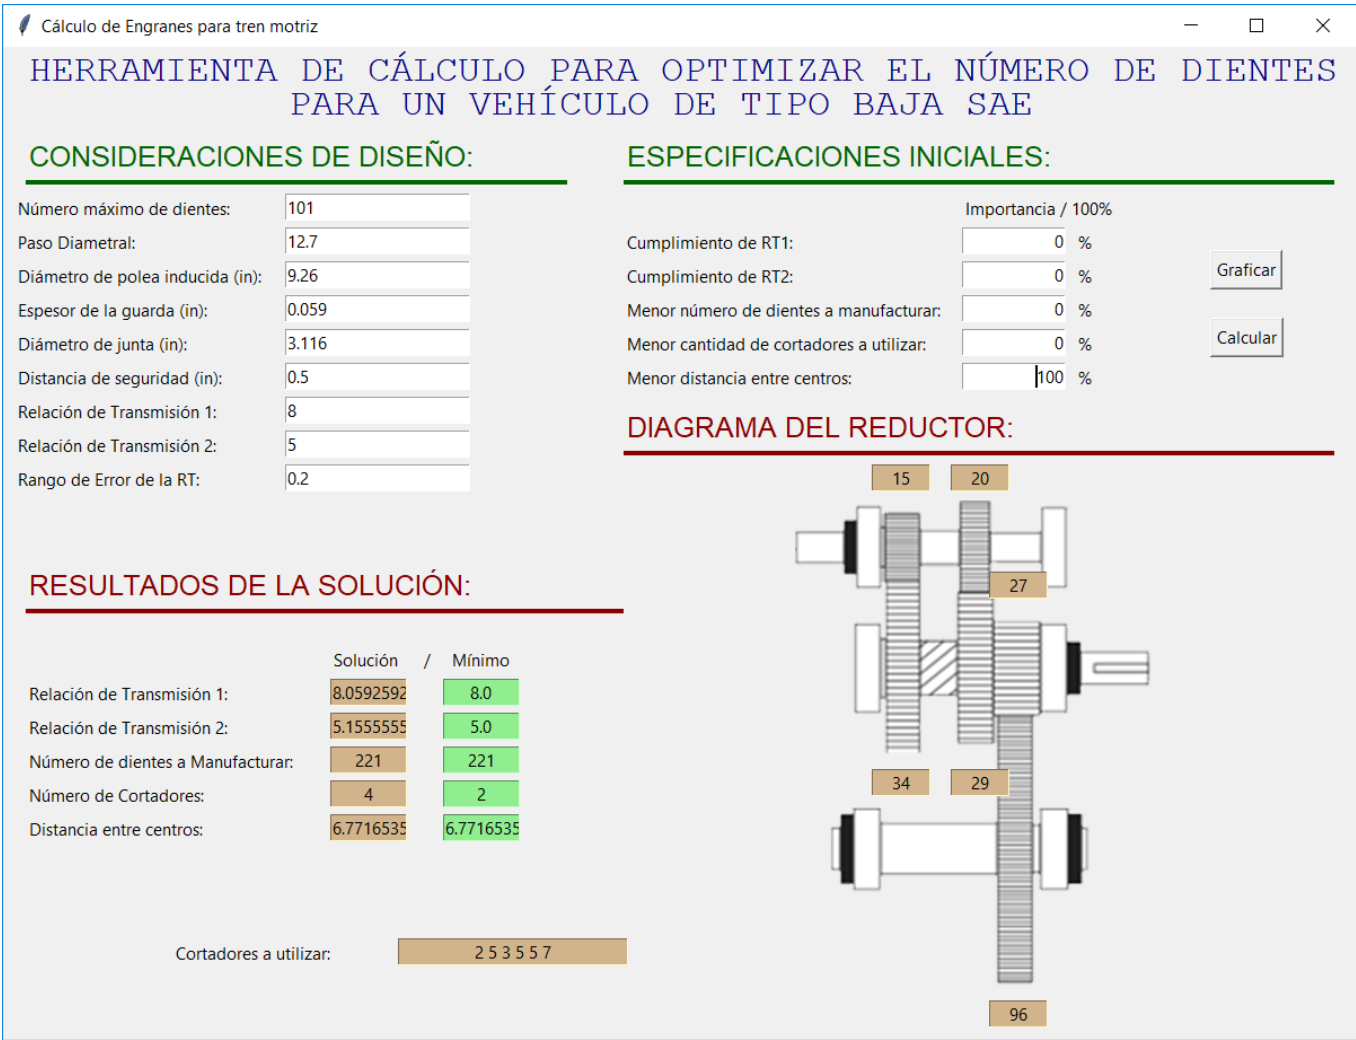 Cálculo de Engranes para tren motriz
HERRAMIENTA DE CÁLCULO PARA OPTIMIZAR EL NÚMERO DE DIENTES
PARA UN VEHÍCULO DE TIPO BAJA SAE
CONSIDERACIONES DE DISEÑO:
Número máximo de dientes: 101
Paso Diametral: 12.7
Diámetro de polea inducida (in): 9.26
Espesor de la guarda (in): 0.059
Diámetro de junta (in): 3.116
Distancia de seguridad (in): 0.5
Relación de Transmisión 1: 8
Relación de Transmisión 2: 5
Rango de Error de la RT: 0.2
ESPECIFICACIONES INICIALES:
Importancia / 100%
Cumplimiento de RT1: 0 %
Cumplimiento de RT2: 0 %
Menor número de dientes a manufacturar: 0 %
Menor cantidad de cortadores a utilizar: 0 %
Menor distancia entre centros: 100 %
Graficar
Calcular
DIAGRAMA DEL REDUCTOR:
15 20
27
34 29
96
RESULTADOS DE LA SOLUCIÓN:
Solución / Mínimo
Relación de Transmisión 1: 8.0592592 8.0
Relación de Transmisión 2: 5.1555555 5.0
Número de dientes a Manufacturar: 221 221
Número de Cortadores: 4 2
Distancia entre centros: 6.7716535 6.7716535
Cortadores a utilizar: 2 5 3 5 5 7